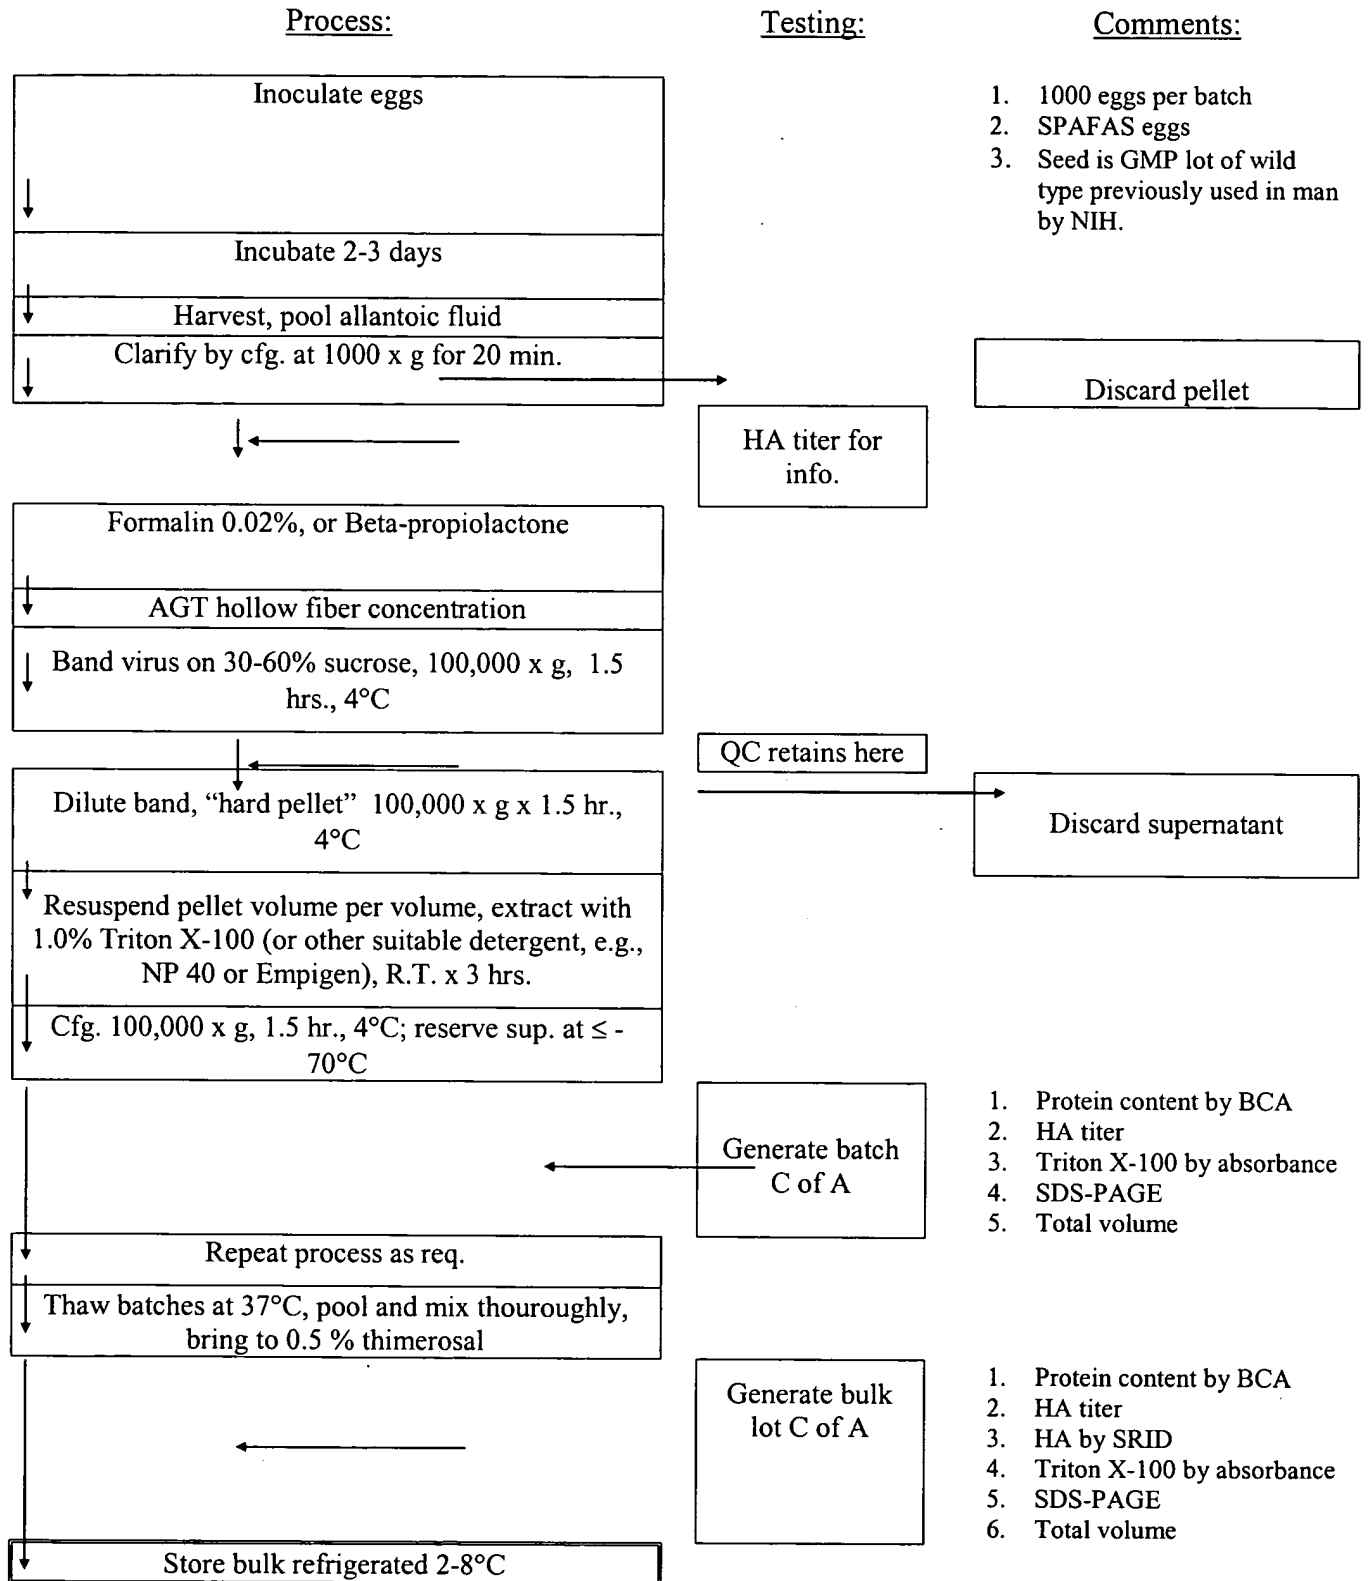 Process:
Testing:
Comments:
Inoculate eggs
1. 1000 eggs per batch
2. SPAFAS eggs
3. Seed is GMP lot of wild
type previously used in man
by NIH.
Incubate 2-3 days
Harvest, pool allantoic fluid
Clarify by cfg. at 1000 x g for 20 min.
Discard pellet
HA titer for
info.
Formalin 0.02%, or Beta-propiolactone
AGT hollow fiber concentration
Band virus on 30-60% sucrose, 100,000 x g, 1.5
hrs., 4°C
QC retains here
Dilute band, “hard pellet” 100,000 x g x 1.5 hr.,
4°C
Discard supernatant
Resuspend pellet volume per volume, extract with
1.0% Triton X-100 (or other suitable detergent, e.g.,
NP 40 or Empigen), R.T. x 3 hrs.
Cfg. 100,000 x g, 1.5 hr., 4°C; reserve sup. at ≤ -
70°C
Generate batch
C of A
1. Protein content by BCA
2. HA titer
3. Triton X-100 by absorbance
4. SDS-PAGE
5. Total volume
Repeat process as req.
Thaw batches at 37°C, pool and mix thouroughly,
bring to 0.5 % thimerosal
Generate bulk
lot C of A
1. Protein content by BCA
2. HA titer
3. HA by SRID
4. Triton X-100 by absorbance
5. SDS-PAGE
6. Total volume
Store bulk refrigerated 2-8°C